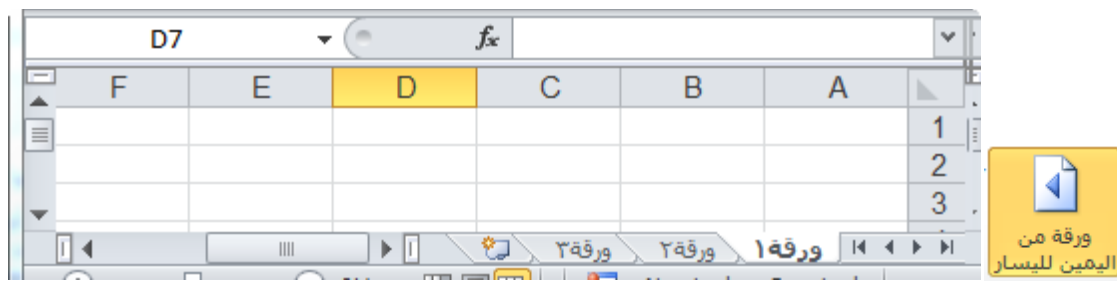 D7 fx
F E D C B A
1
2
3
ورقة١ ورقة٢ ورقة٣
ورقة من
اليمين لليسار